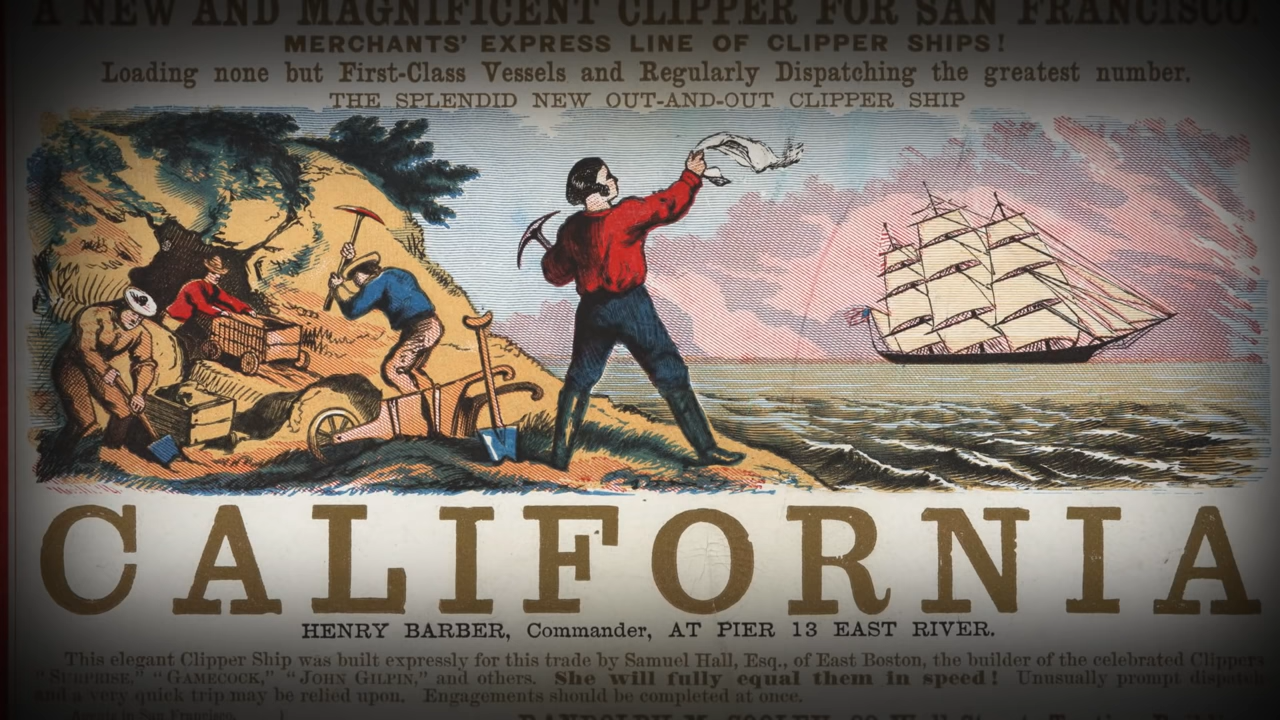 A NEW AND MAGNIFICENT CLIPPER FOR SAN FRANCISCO.
MERCHANTS' EXPRESS LINE OF CLIPPER SHIPS!
Loading none but First-Class Vessels and Regularly Dispatching the greatest number.
THE SPLENDID NEW OUT-AND-OUT CLIPPER SHIP
CALIFORNIA
HENRY BARBER, Commander, AT PIER 13 EAST RIVER.
This elegant Clipper Ship was built expressly for this trade by Samuel Hall, Esq., of East Boston, the builder of the celebrated Clippers
"SURPRISE," "GAMECOCK," "JOHN GILPIN," and others. She will fully equal them in speed! Unusually prompt dispatch
and a very quick trip may be relied upon. Engagements should be completed at once.
Agents in San Francisco,